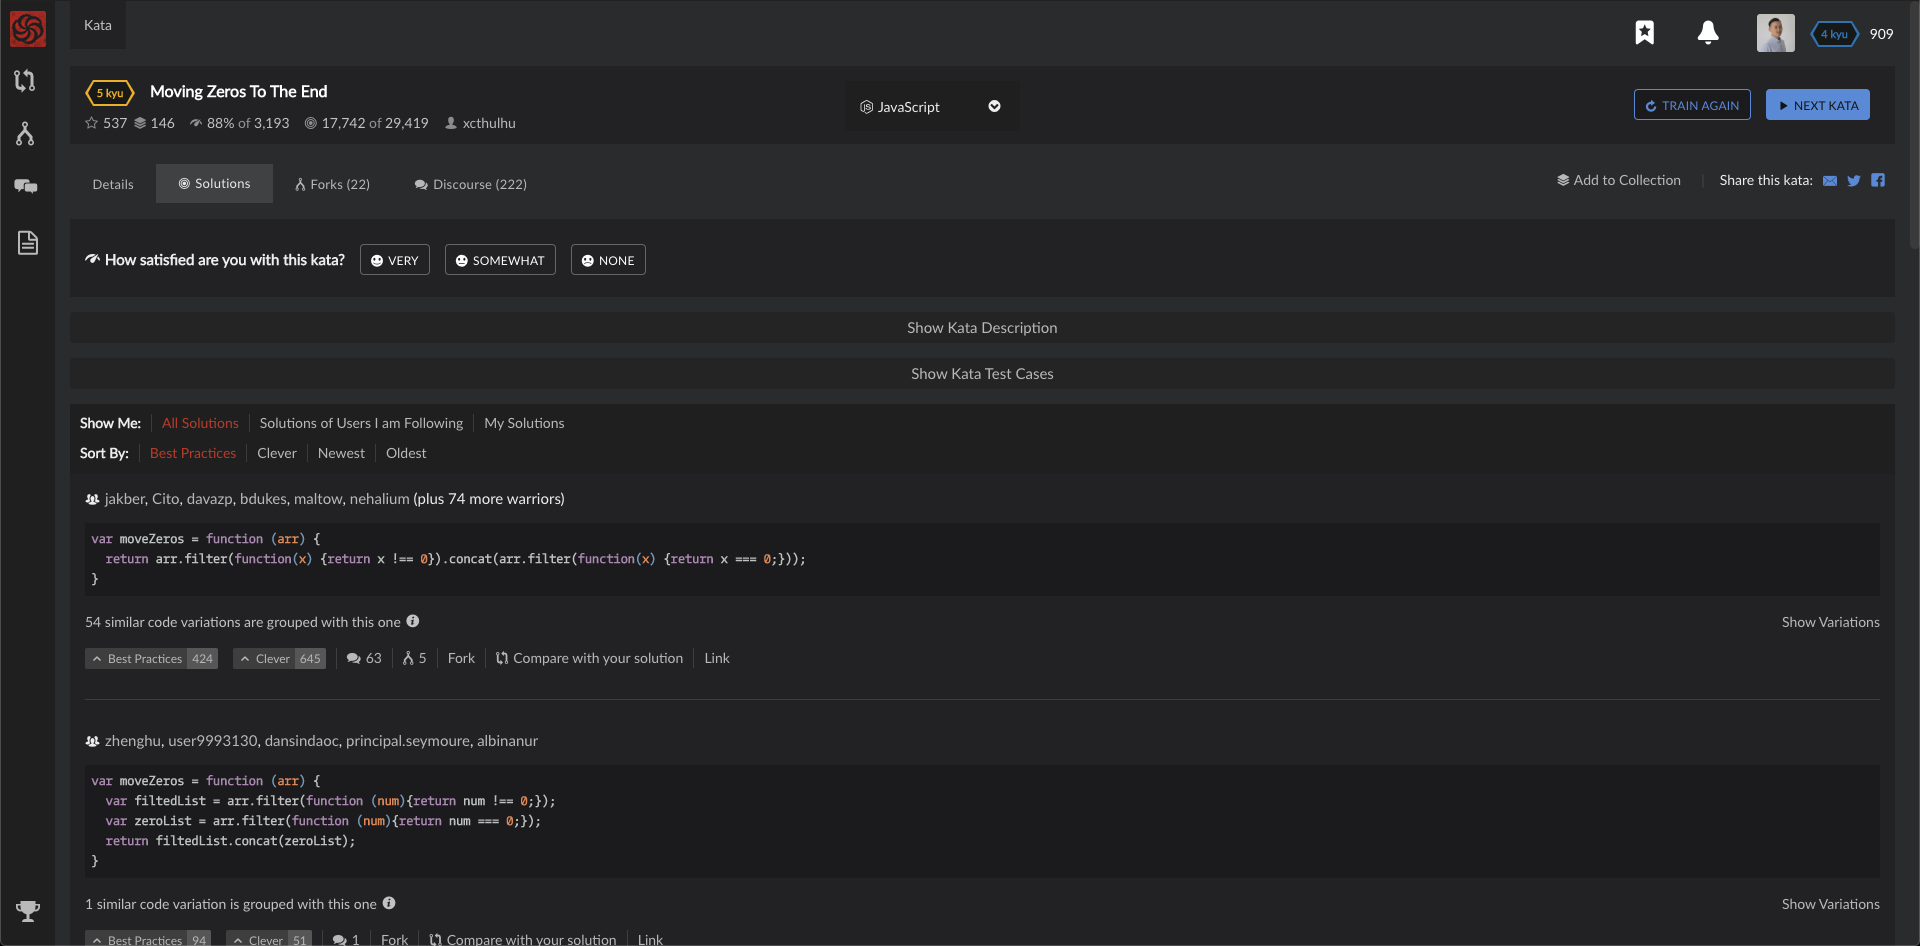 Kata
4 kyu 909
5 kyu Moving Zeros To The End
537 146 88% of 3,193 17,742 of 29,419 xcthulhu
JavaScript
TRAIN AGAIN NEXT KATA
Details Solutions Forks (22) Discourse (222)
Add to Collection Share this kata:
How satisfied are you with this kata? VERY SOMEWHAT NONE
Show Kata Description
Show Kata Test Cases
Show Me: All Solutions Solutions of Users I am Following My Solutions
Sort By: Best Practices Clever Newest Oldest
jakber, Cito, davazp, bdukes, maltow, nehalium (plus 74 more warriors)
var moveZeros = function (arr) {
  return arr.filter(function(x) {return x !== 0}).concat(arr.filter(function(x) {return x === 0;}));
}
54 similar code variations are grouped with this one Show Variations
Best Practices 424 Clever 645 63 5 Fork Compare with your solution Link
zhenghu, user9993130, dansindaoc, principal.seymoure, albinanur
var moveZeros = function (arr) {
  var filtedList = arr.filter(function (num){return num !== 0;});
  var zeroList = arr.filter(function (num){return num === 0;});
  return filtedList.concat(zeroList);
}
1 similar code variation is grouped with this one Show Variations
Best Practices 94 Clever 51 1 Fork Compare with your solution Link